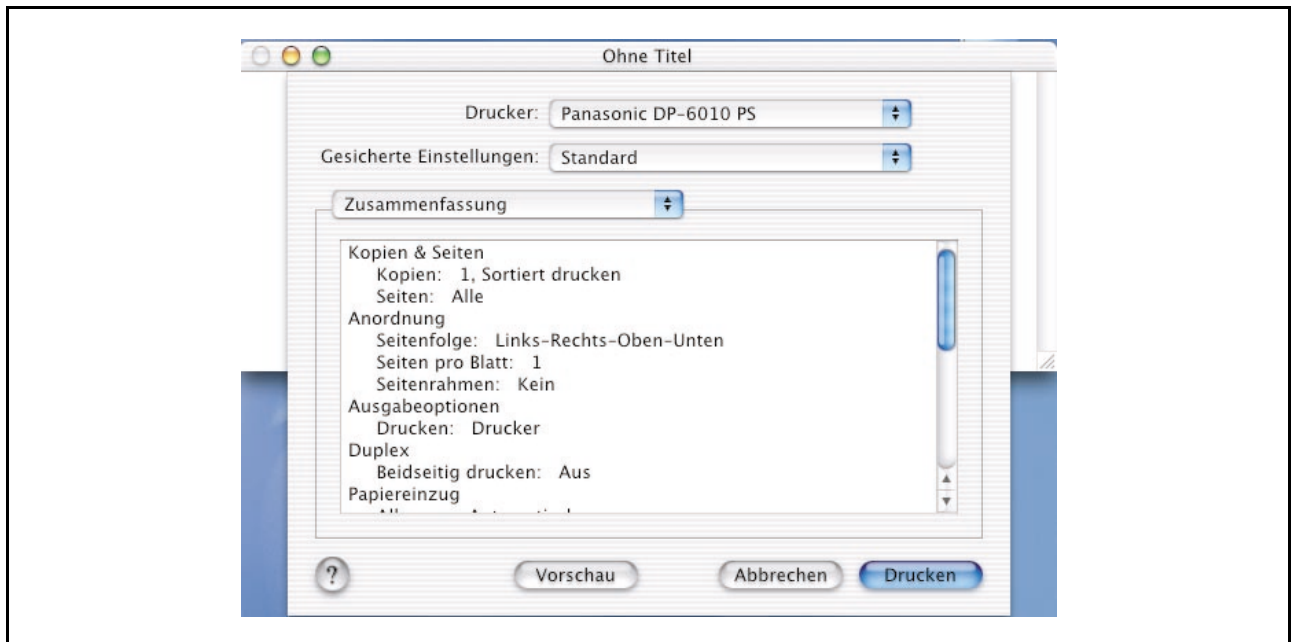 Ohne Titel
Drucker: Panasonic DP-6010 PS
Gesicherte Einstellungen: Standard
Zusammenfassung
Kopien & Seiten
Kopien: 1, Sortiert drucken
Seiten: Alle
Anordnung
Seitenfolge: Links-Rechts-Oben-Unten
Seiten pro Blatt: 1
Seitenrahmen: Kein
Ausgabeoptionen
Drucken: Drucker
Duplex
Beidseitig drucken: Aus
Papiereinzug
? Vorschau Abbrechen Drucken